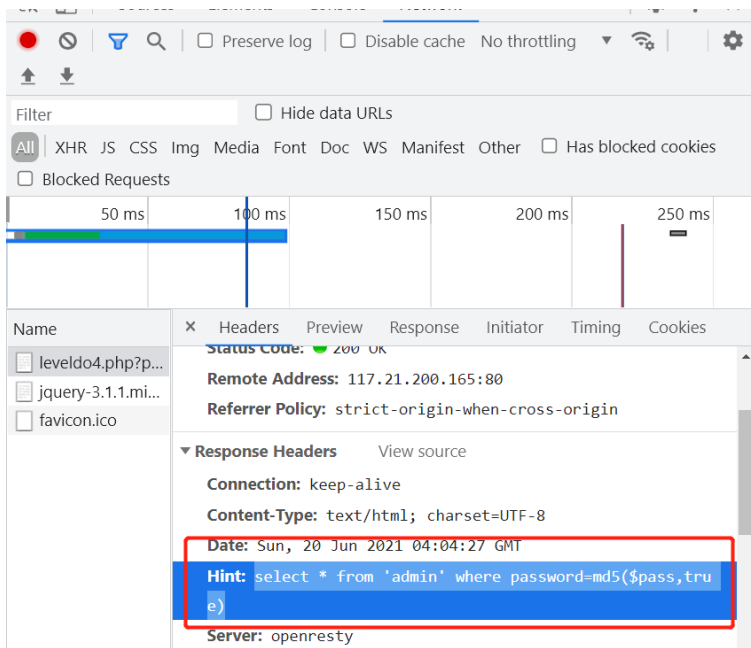 Preserve log Disable cache No throttling
Filter Hide data URLs
All XHR JS CSS Img Media Font Doc WS Manifest Other Has blocked cookies
Blocked Requests
50 ms 100 ms 150 ms 200 ms 250 ms
Name × Headers Preview Response Initiator Timing Cookies
leveldo4.php?p...
jquery-3.1.1.mi...
favicon.ico
Status Code: 200 OK
Remote Address: 117.21.200.165:80
Referrer Policy: strict-origin-when-cross-origin
Response Headers View source
Connection: keep-alive
Content-Type: text/html; charset=UTF-8
Date: Sun, 20 Jun 2021 04:04:27 GMT
Hint: select * from 'admin' where password=md5($pass,tru
e)
Server: openresty